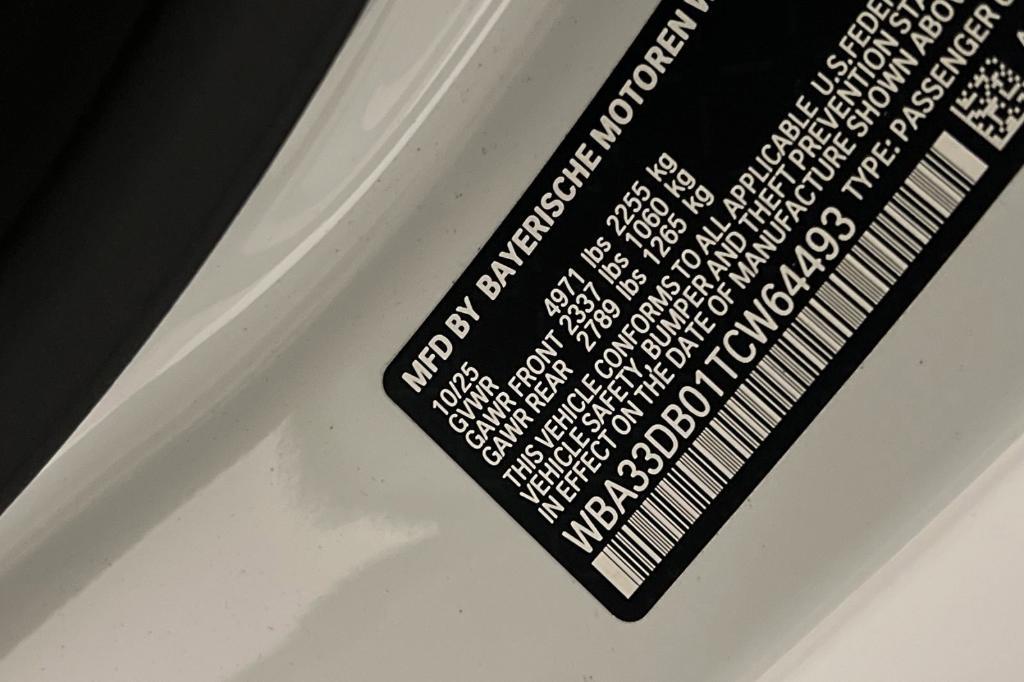 MFD BY BAYERISCHE MOTOREN
10/25
GVWR 4971 lbs 2255 kg
GAWR FRONT 2337 lbs 1060 kg
GAWR REAR 2789 lbs 1265 kg
THIS VEHICLE CONFORMS TO ALL APPLICABLE U.S.
VEHICLE SAFETY, BUMPER AND THEFT PREVENTION
IN EFFECT ON THE DATE OF MANUFACTURE SHOWN
WBA33DB01TCW64493 TYPE: PASSENGER